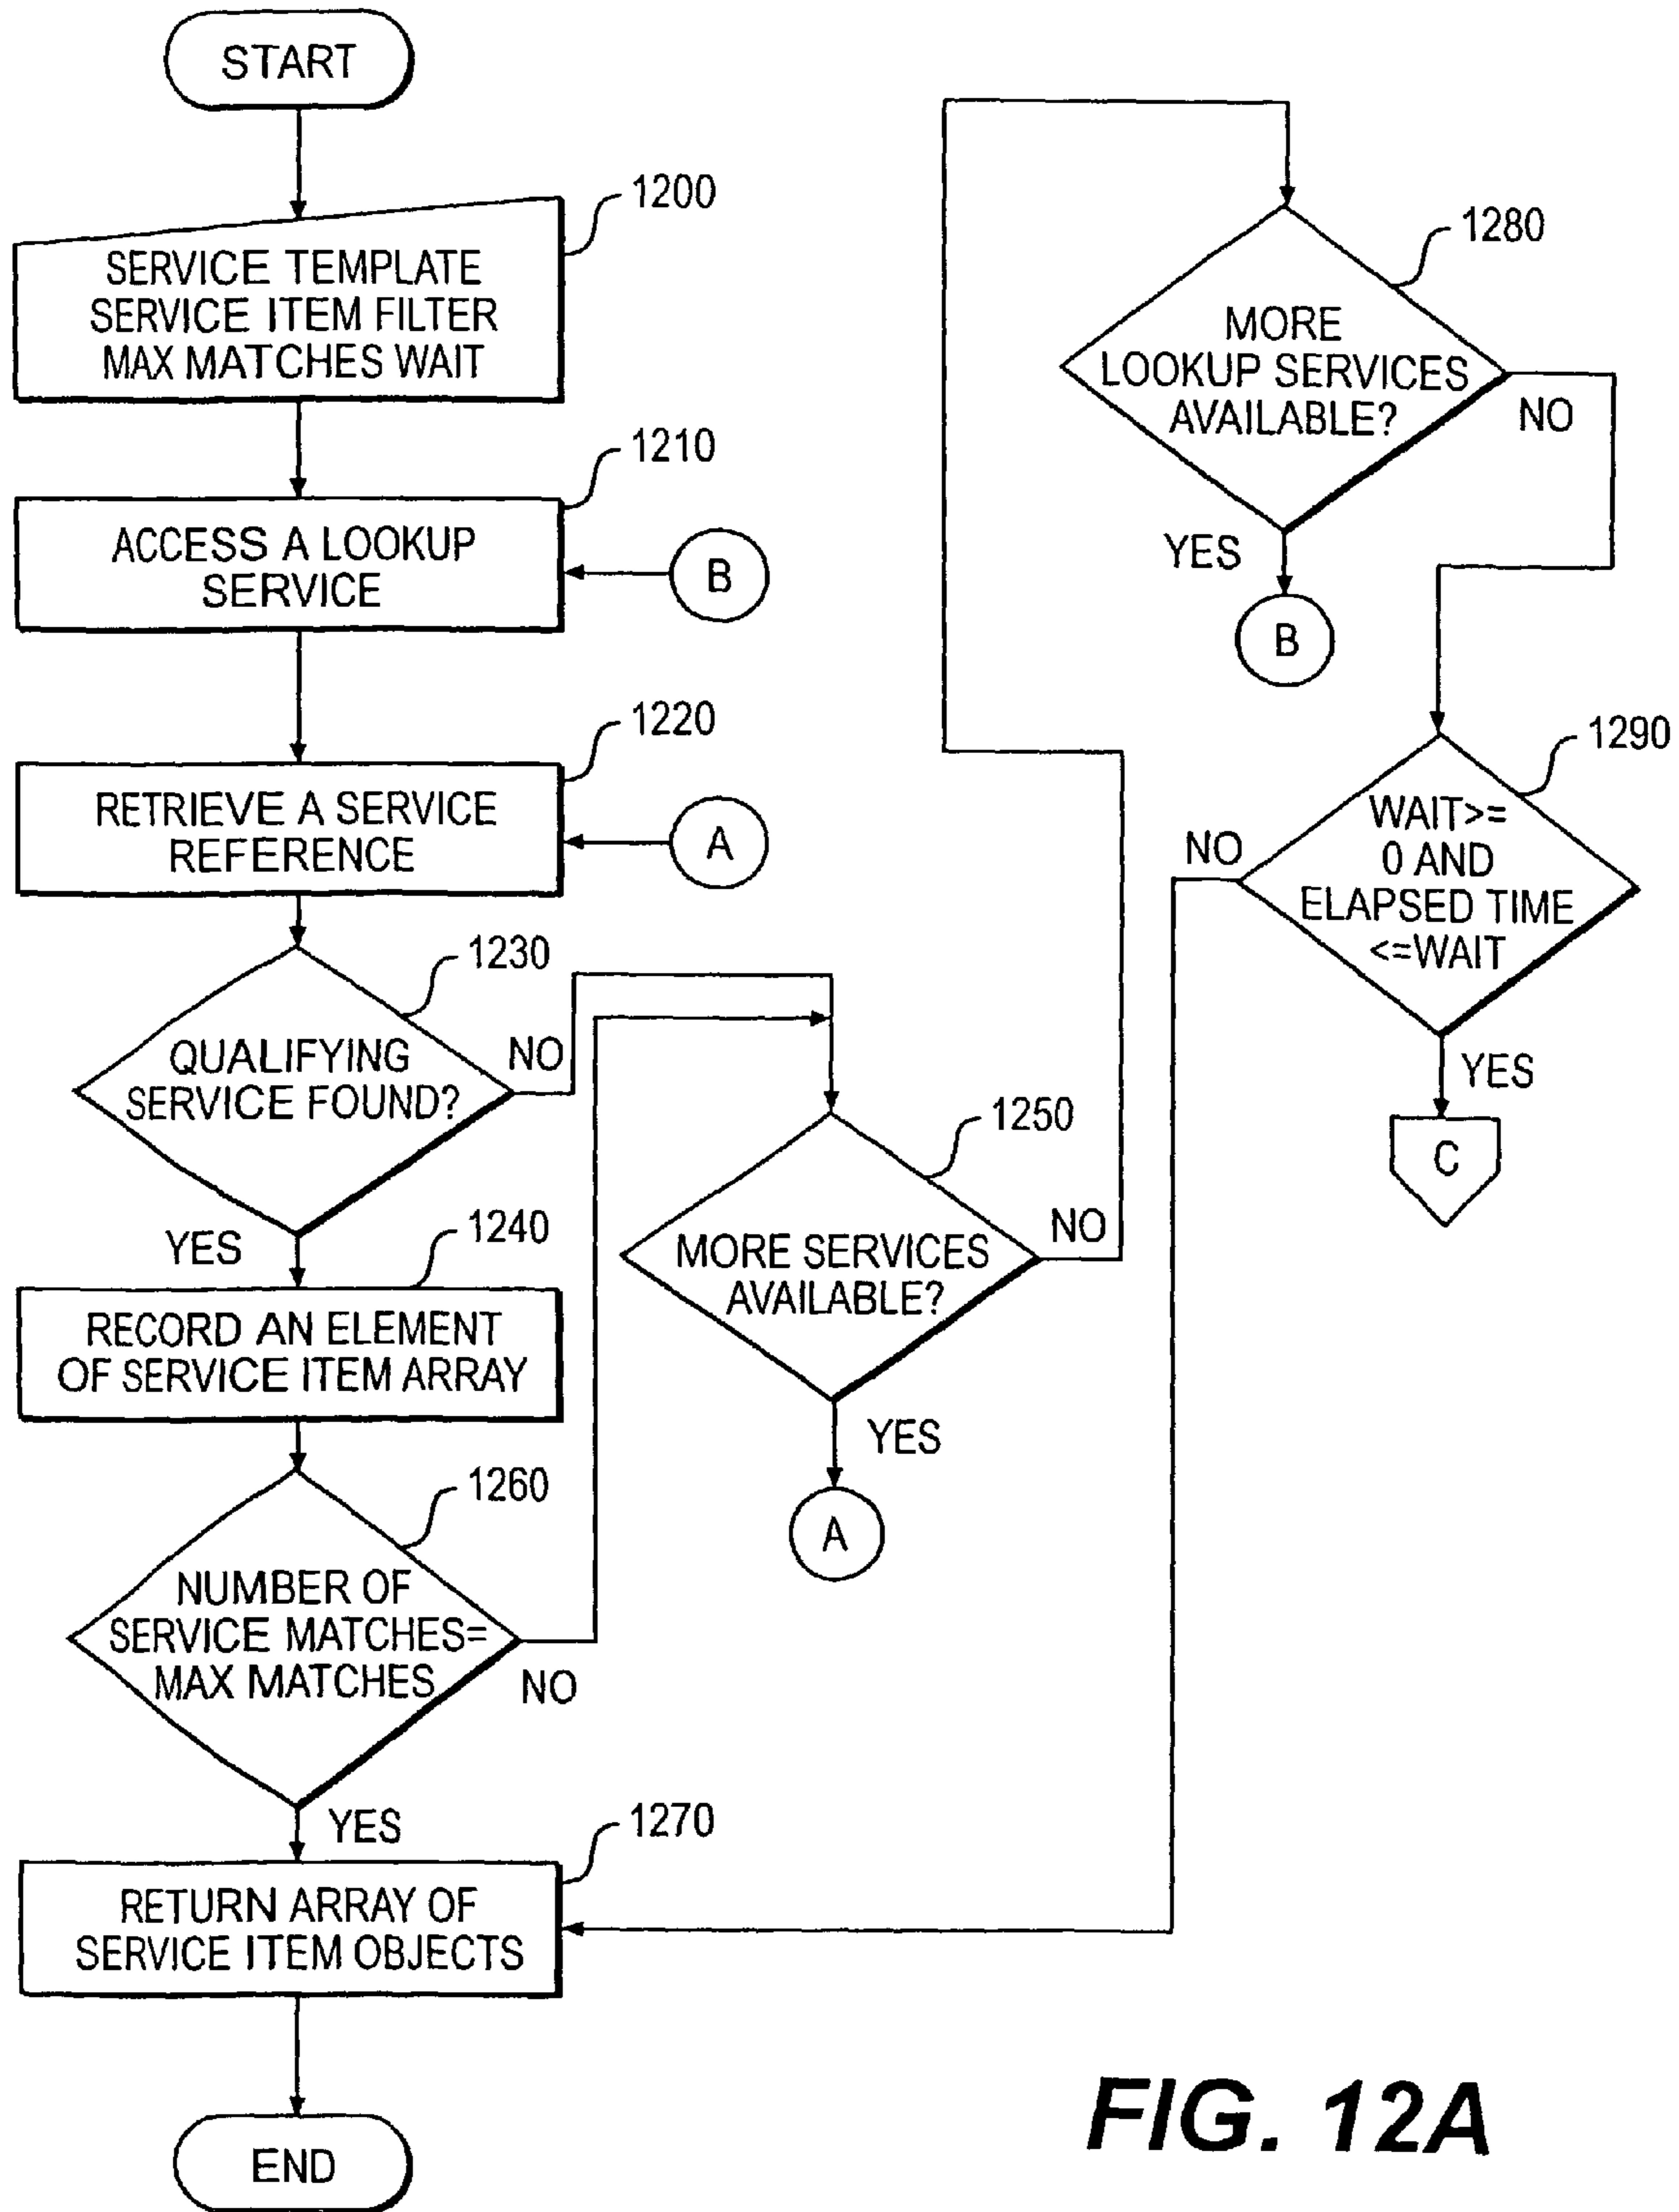 START
1200
SERVICE TEMPLATE
SERVICE ITEM FILTER
MAX MATCHES WAIT
1210
ACCESS A LOOKUP
SERVICE
B
1220
RETRIEVE A SERVICE
REFERENCE
A
1230
QUALIFYING
SERVICE FOUND?
NO
YES
1240
RECORD AN ELEMENT
OF SERVICE ITEM ARRAY
1260
NUMBER OF
SERVICE MATCHES=
MAX MATCHES
NO
YES
1270
RETURN ARRAY OF
SERVICE ITEM OBJECTS
END
1250
MORE SERVICES
AVAILABLE?
NO
YES
A
1280
MORE
LOOKUP SERVICES
AVAILABLE?
NO
YES
B
1290
WAIT>=
0 AND
ELAPSED TIME
<=WAIT
NO
YES
C
FIG. 12A